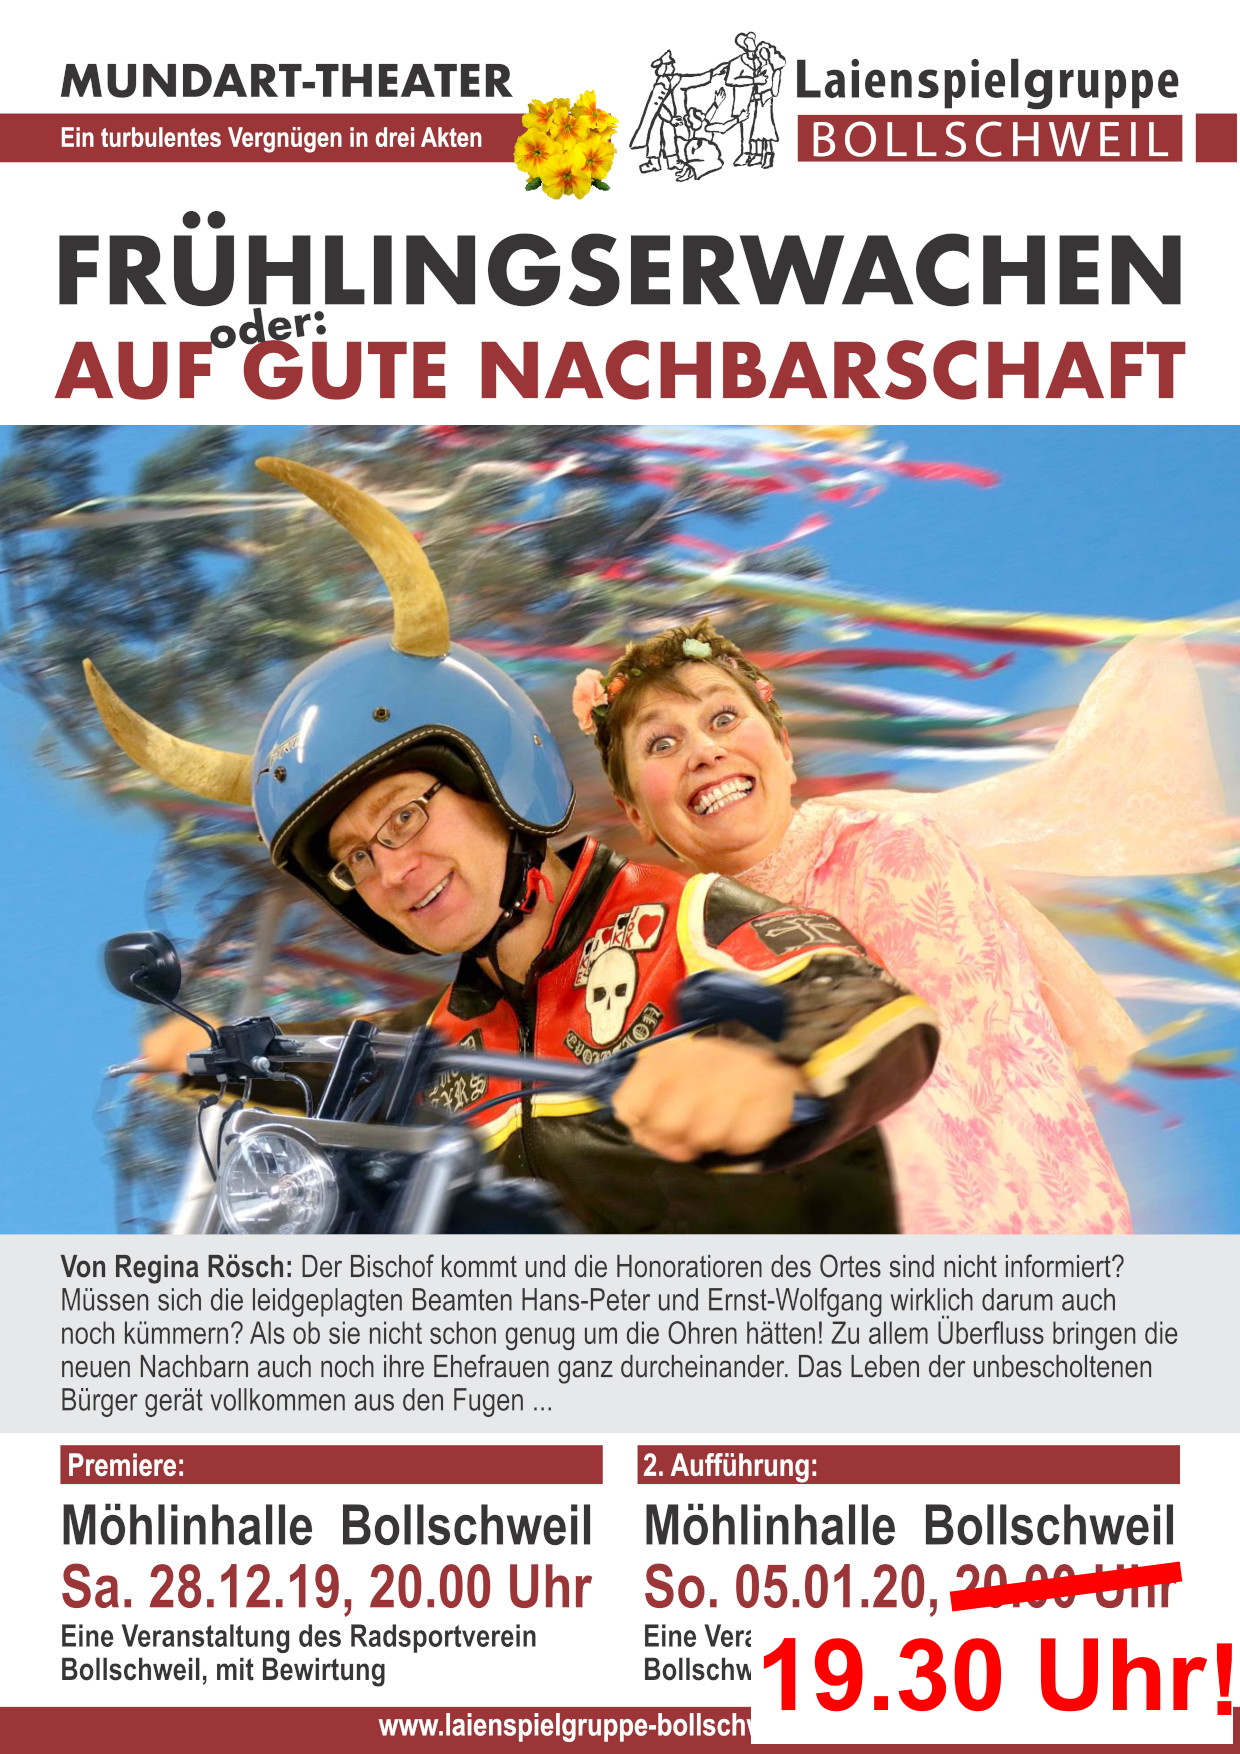 MUNDART-THEATER
Ein turbulentes Vergnügen in drei Akten
Laienspielgruppe
BOLLSCHWEIL
FRÜHLINGSERWACHEN
oder:
AUF GUTE NACHBARSCHAFT
Von Regina Rösch: Der Bischof kommt und die Honoratioren des Ortes sind nicht informiert?
Müssen sich die leidgeplagten Beamten Hans-Peter und Ernst-Wolfgang wirklich darum auch
noch kümmern? Als ob sie nicht schon genug um die Ohren hätten! Zu allem Überfluss bringen die
neuen Nachbarn auch noch ihre Ehefrauen ganz durcheinander. Das Leben der unbescholtenen
Bürger gerät vollkommen aus den Fugen ...
Premiere:
Möhlinhalle Bollschweil
Sa. 28.12.19, 20.00 Uhr
Eine Veranstaltung des Radsportverein
Bollschweil, mit Bewirtung
2. Aufführung:
Möhlinhalle Bollschweil
So. 05.01.20, 20.00 Uhr
Eine
19.30 Uhr!
www.laienspielgruppe-bollschw